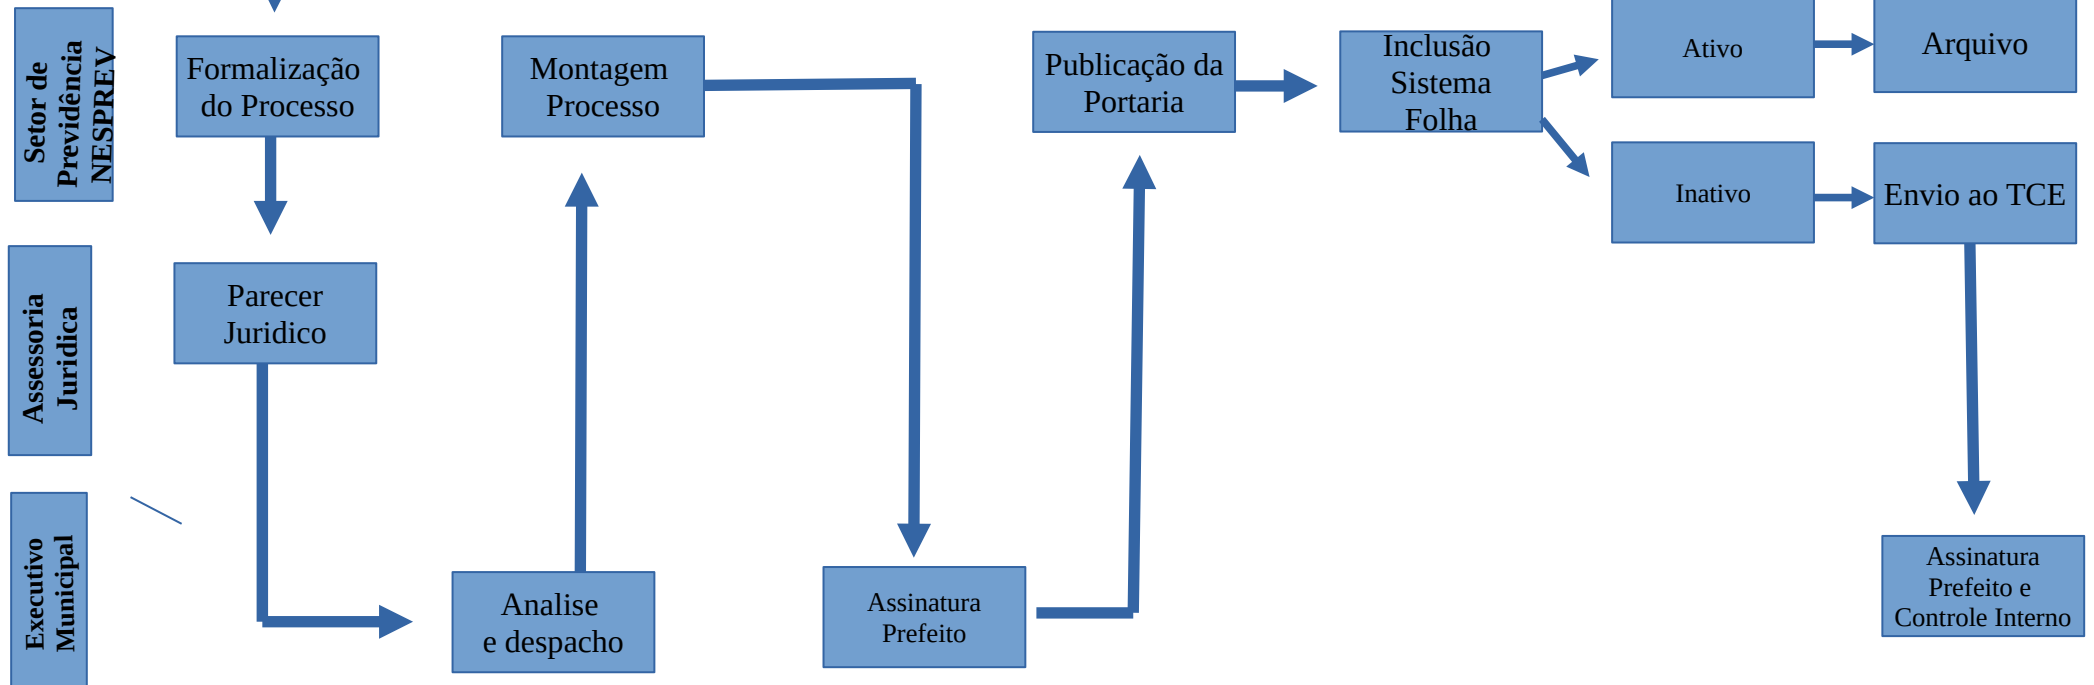 Setor de
Previdência
NESPREV
Formalização
do Processo
Montagem
Processo
Publicação da
Portaria
Inclusão
Sistema
Folha
Ativo
Arquivo
Inativo
Envio ao TCE
Assessoria
Juridica
Parecer
Juridico
Executivo
Municipal
Analise
e despacho
Assinatura
Prefeito
Assinatura
Prefeito e
Controle Interno